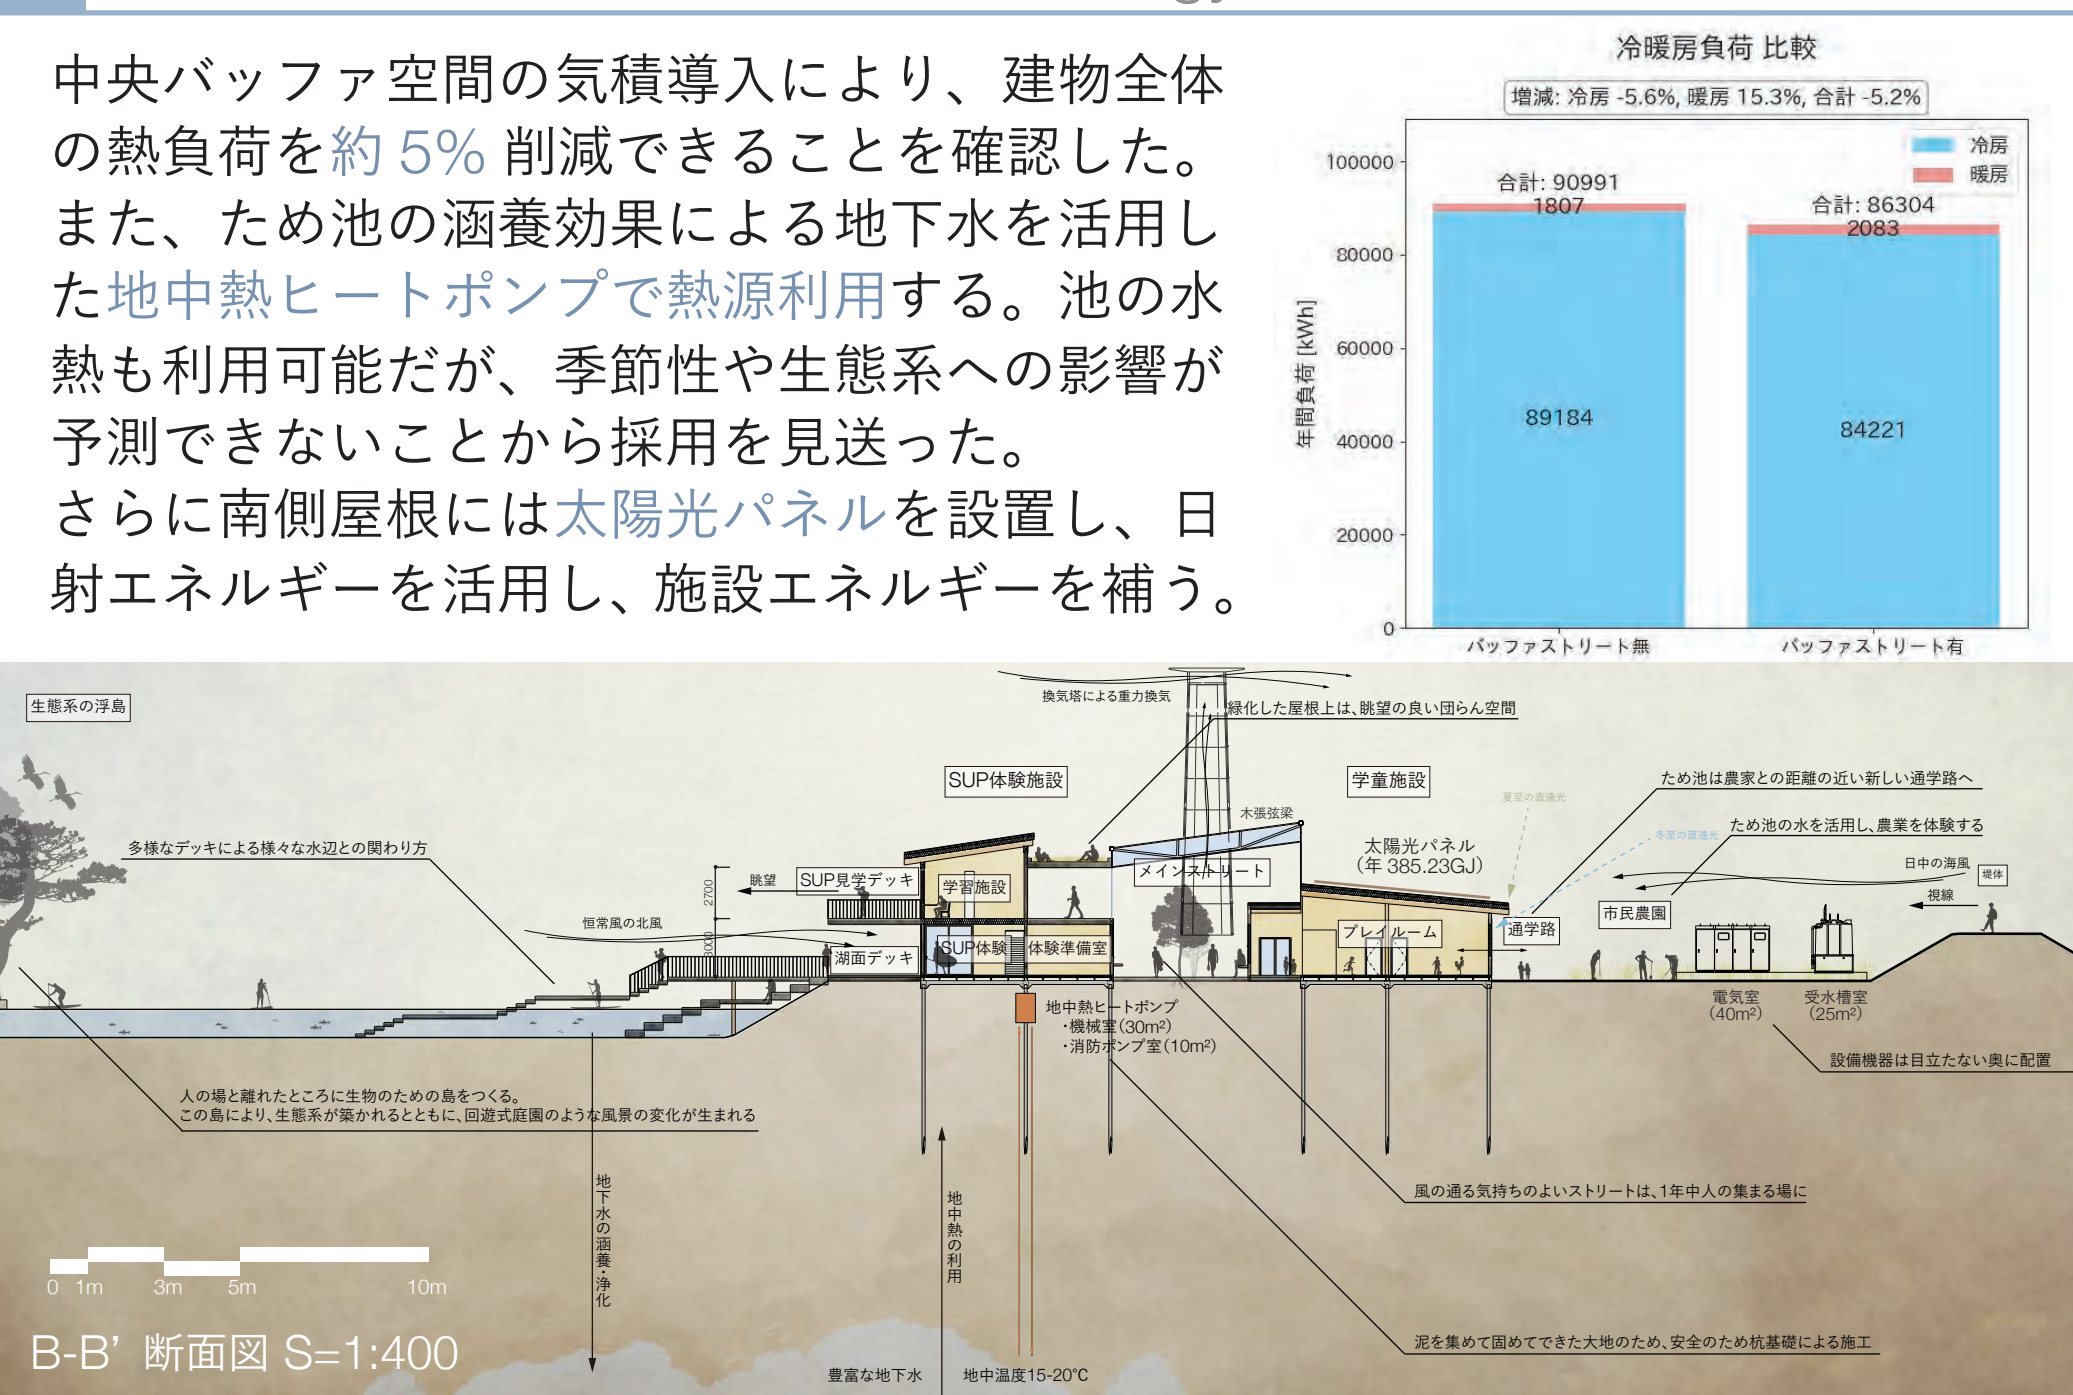 中央バッファ空間の気積導入により、建物全体
の熱負荷を約 5% 削減できることを確認した。
また、ため池の涵養効果による地下水を活用し
た地中熱ヒートポンプで熱源利用する。池の水
熱も利用可能だが、季節性や生態系への影響が
予測できないことから採用を見送った。
さらに南側屋根には太陽光パネルを設置し、日
射エネルギーを活用し、施設エネルギーを補う。
冷暖房負荷 比較
増減: 冷房 -5.6%, 暖房 15.3%, 合計 -5.2%
冷房
暖房
年間負荷 [kWh]
100000
80000
60000
40000
20000
0
合計: 90991
1807
89184
合計: 86304
2083
84221
バッファストリート無
バッファストリート有
生態系の浮島
換気塔による重力換気
緑化した屋根上は、眺望の良い団らん空間
SUP体験施設
学童施設
ため池は農家との距離の近い新しい通学路へ
夏至の直達光
木張弦梁
多様なデッキによる様々な水辺との関わり方
太陽光パネル
(年 385.23GJ)
冬至の直達光
ため池の水を活用し、農業を体験する
日中の海風
堤体
視線
2700
眺望
SUP見学デッキ
学習施設
メインストリート
市民農園
恒常風の北風
3000
湖面デッキ
SUP体験
体験準備室
プレイルーム
通学路
地中熱ヒートポンプ
・機械室(30m²)
・消防ポンプ室(10m²)
電気室
(40m²)
受水槽室
(25m²)
設備機器は目立たない奥に配置
人の場と離れたところに生物のための島をつくる。
この島により、生態系が築かれるとともに、回遊式庭園のような風景の変化が生まれる
地下水の涵養・浄化
地中熱の利用
風の通る気持ちのよいストリートは、1年中人の集まる場に
0 1m 3m 5m 10m
B-B’ 断面図 S=1:400
泥を集めて固めてできた大地のため、安全のため杭基礎による施工
豊富な地下水
地中温度15-20℃